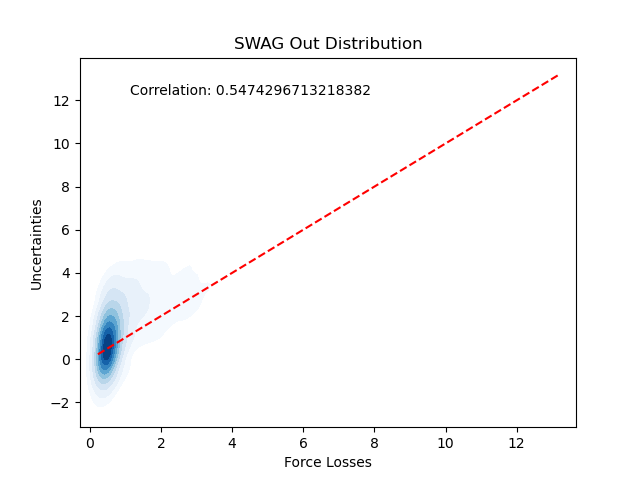 SWAG Out Distribution
Correlation: 0.5474296713218382
12
10
8
6
4
2
0
−2
Uncertainties
0 2 4 6 8 10 12
Force Losses